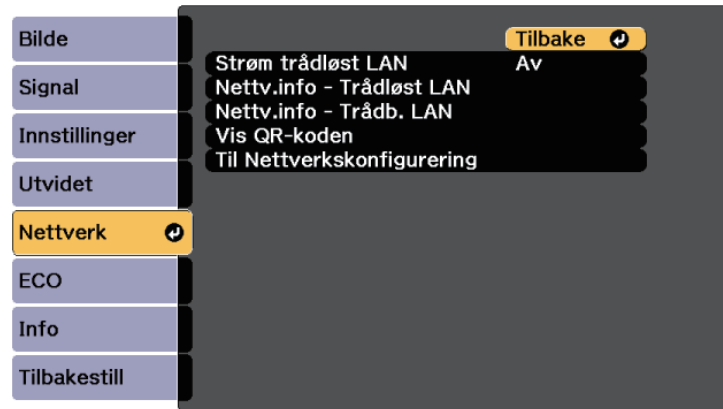 Bilde
Signal
Innstillinger
Utvidet
Nettverk
ECO
Info
Tilbakestill
Tilbake
Strøm trådløst LAN Av
Nettv.info - Trådløst LAN
Nettv.info - Trådb. LAN
Vis QR-koden
Til Nettverkskonfigurering